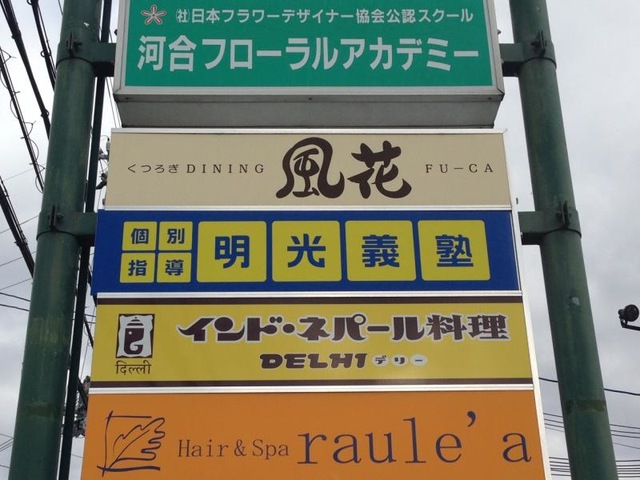 (社)日本フラワーデザイナー協会公認スクール
河合フローラルアカデミー
くつろぎDINING 風花 FU-CA
個別指導 明光義塾
インド・ネパール料理
DELHI デリー
दिल्ली
Hair & Spa raule'a